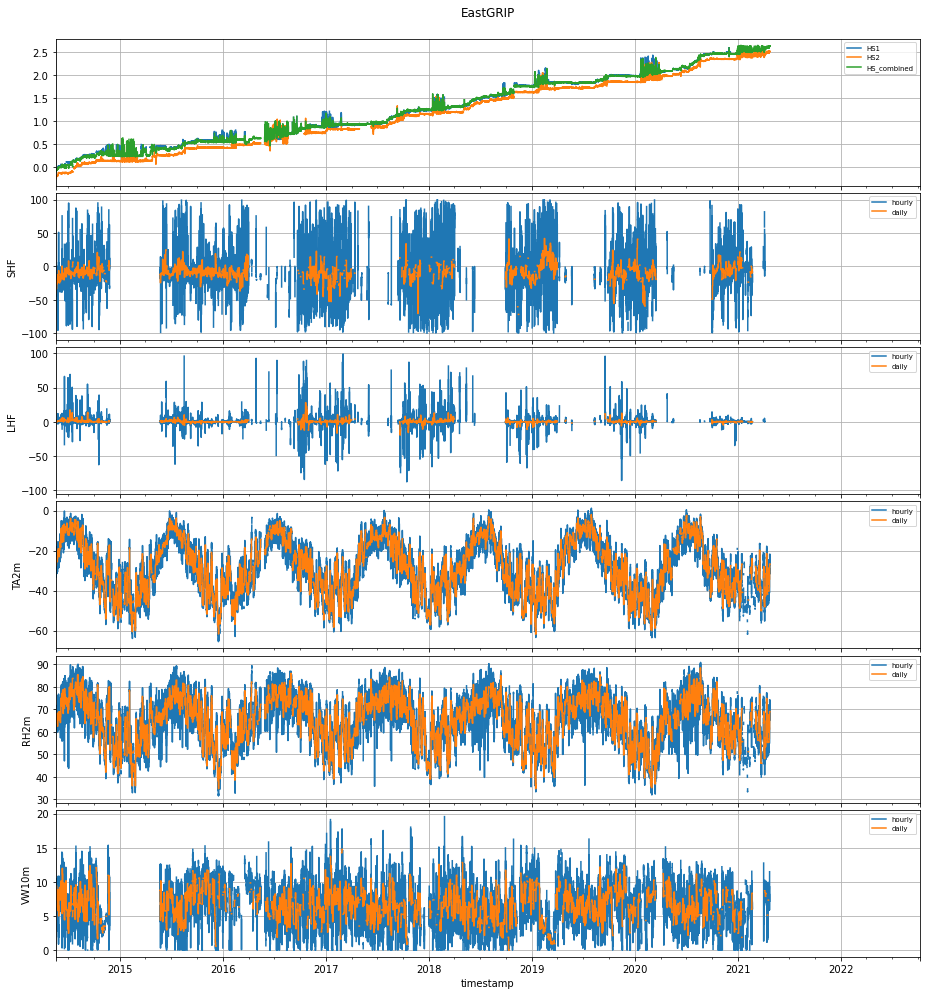 EastGRIP
2.5
2.0
1.5
1.0
0.5
0.0
HS1
HS2
HS_combined
SHF
100
50
0
−50
−100
hourly
daily
LHF
100
50
0
−50
−100
hourly
daily
TA2m
0
−20
−40
−60
hourly
daily
RH2m
90
80
70
60
50
40
30
hourly
daily
VW10m
20
15
10
5
0
hourly
daily
2015 2016 2017 2018 2019 2020 2021 2022
timestamp